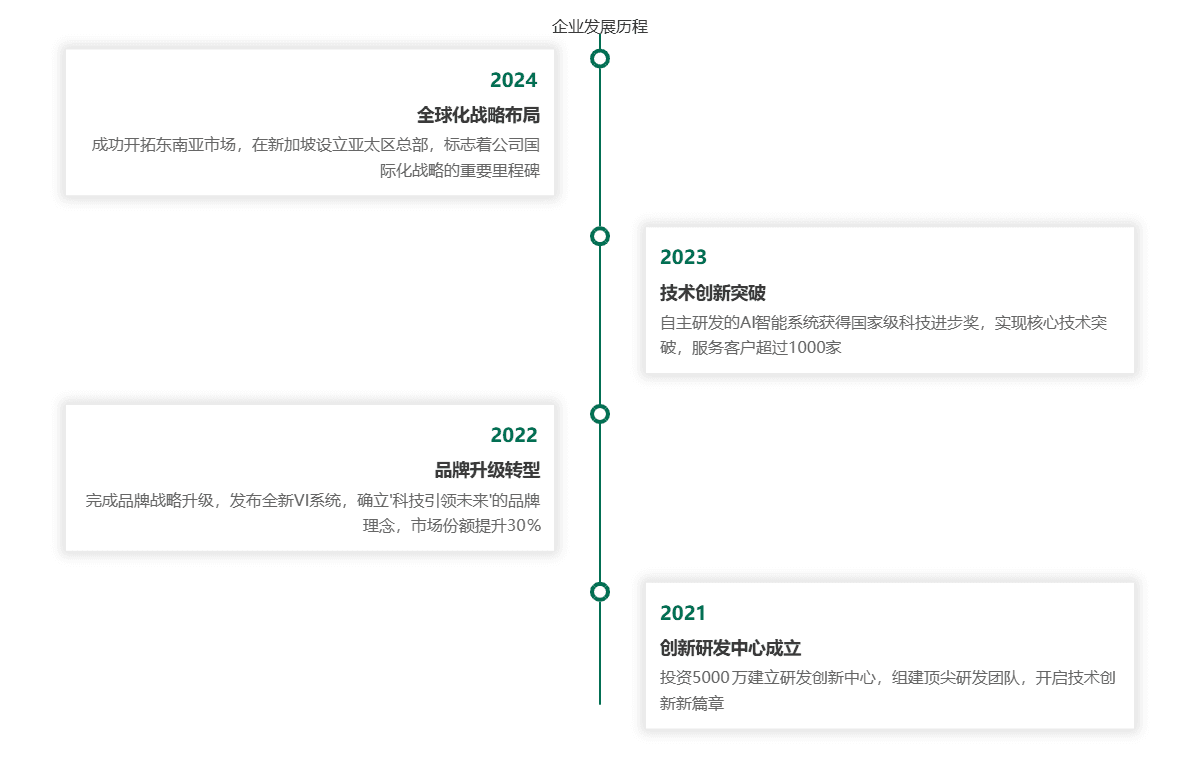 企业发展历程
2024
全球化战略布局
成功开拓东南亚市场，在新加坡设立亚太区总部，标志着公司国
际化战略的重要里程碑
2023
技术创新突破
自主研发的AI智能系统获得国家级科技进步奖，实现核心技术突
破，服务客户超过1000家
2022
品牌升级转型
完成品牌战略升级，发布全新VI系统，确立'科技引领未来'的品牌
理念，市场份额提升30%
2021
创新研发中心成立
投资5000万建立研发创新中心，组建顶尖研发团队，开启技术创
新新篇章